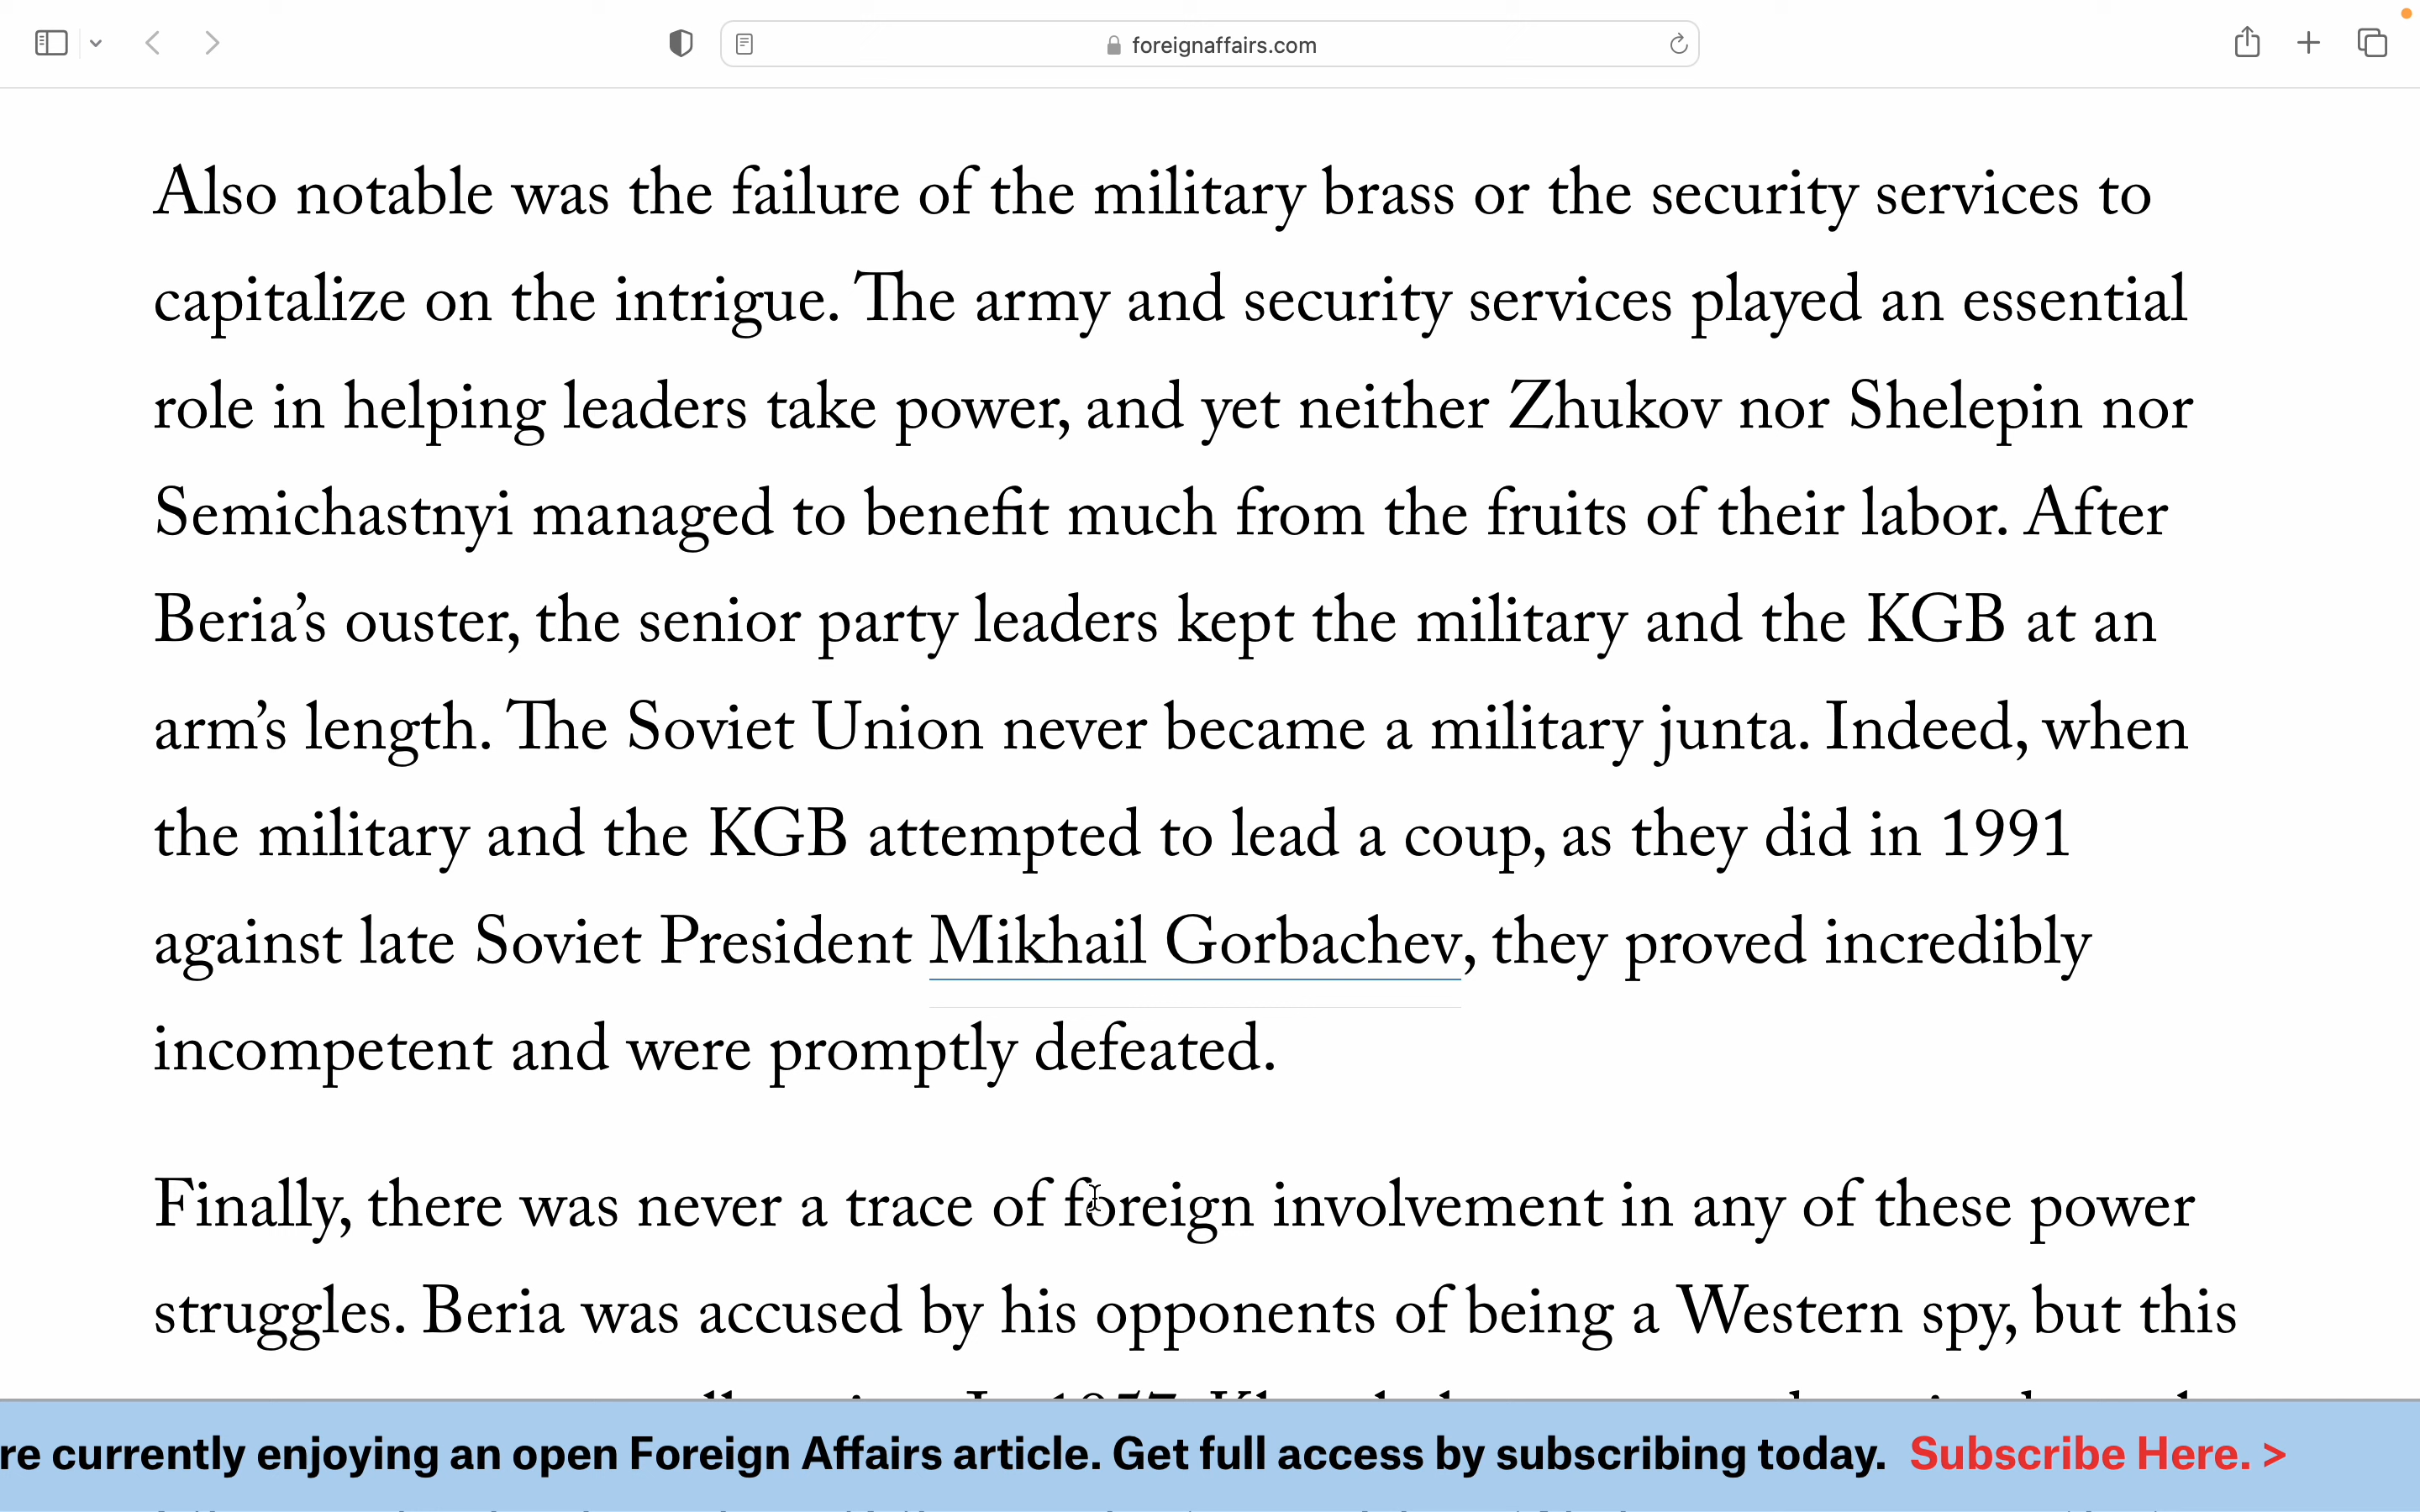 foreignaffairs.com
Also notable was the failure of the military brass or the security services to
capitalize on the intrigue. The army and security services played an essential
role in helping leaders take power, and yet neither Zhukov nor Shelepin nor
Semichastnyi managed to benefit much from the fruits of their labor. After
Beria’s ouster, the senior party leaders kept the military and the KGB at an
arm’s length. The Soviet Union never became a military junta. Indeed, when
the military and the KGB attempted to lead a coup, as they did in 1991
against late Soviet President Mikhail Gorbachev, they proved incredibly
incompetent and were promptly defeated.
Finally, there was never a trace of foreign involvement in any of these power
struggles. Beria was accused by his opponents of being a Western spy, but this
re currently enjoying an open Foreign Affairs article. Get full access by subscribing today. Subscribe Here. >